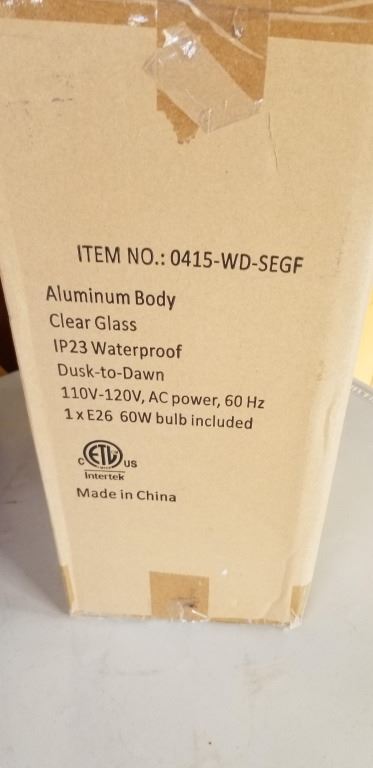 ITEM NO.: 0415-WD-SEGF
Aluminum Body
Clear Glass
IP23 Waterproof
Dusk-to-Dawn
110V-120V, AC power, 60 Hz
1 x E26 60W bulb included
C ETL US
Intertek
Made in China